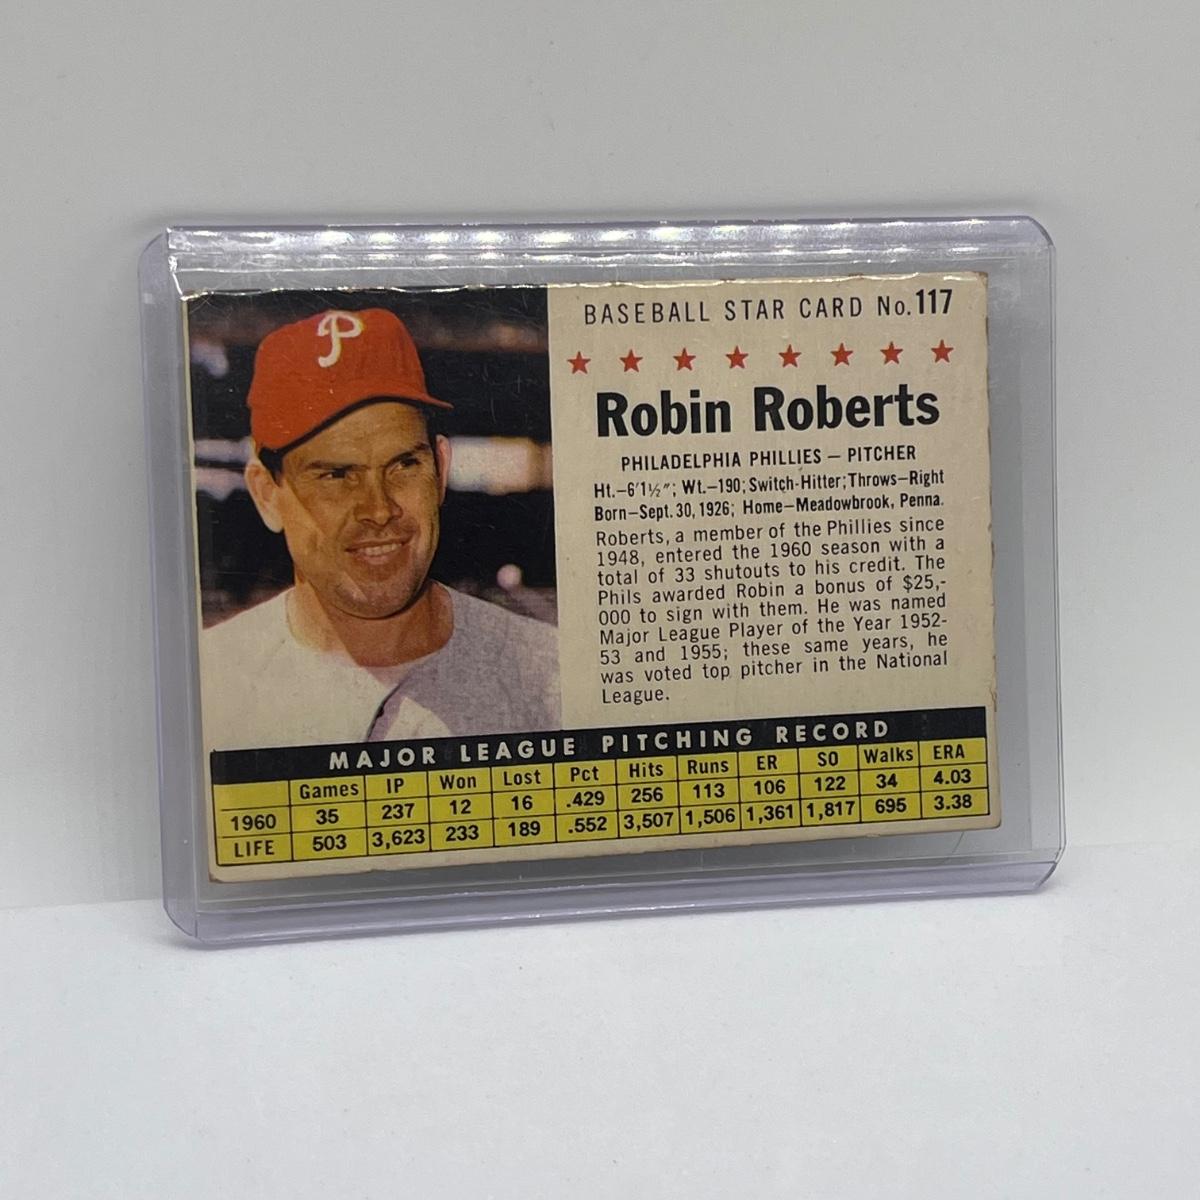 P
BASEBALL STAR CARD No. 117
Robin Roberts
PHILADELPHIA PHILLIES — PITCHER
Ht.—6'1½"; Wt.—190; Switch-Hitter; Throws—Right
Born—Sept. 30, 1926; Home—Meadowbrook, Penna.
Roberts, a member of the Phillies since
1948, entered the 1960 season with a
total of 33 shutouts to his credit. The
Phils awarded Robin a bonus of $25,-
000 to sign with them. He was named
Major League Player of the Year 1952-
53 and 1955; these same years, he
was voted top pitcher in the National
League.
MAJOR LEAGUE PITCHING RECORD
Games IP Won Lost Pct Hits Runs ER SO Walks ERA
1960 35 237 12 16 .429 256 113 106 122 34 4.03
LIFE 503 3,623 233 189 .552 3,507 1,506 1,361 1,817 695 3.38